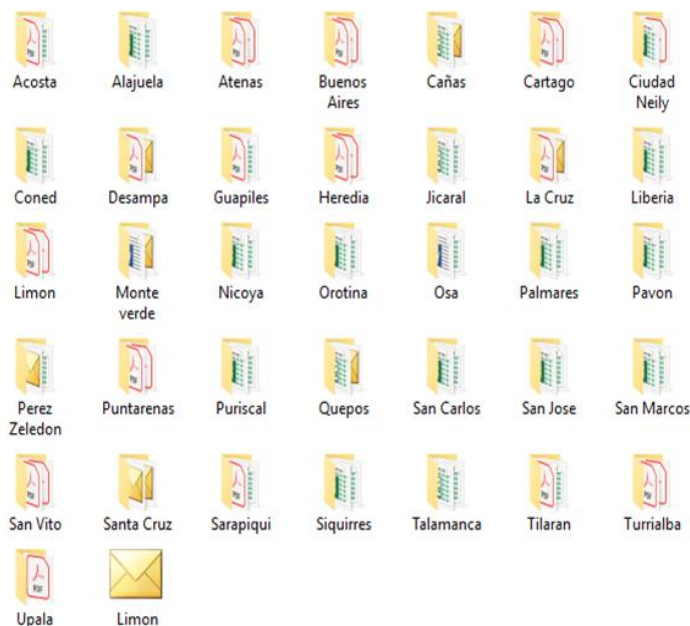 Acosta Alajuela Atenas Buenos Aires Cañas Cartago Ciudad Neily
Coned Desampa Guapiles Heredia Jicaral La Cruz Liberia
Limon Monte verde Nicoya Orotina Osa Palmares Pavon
Perez Zeledon Puntarenas Puriscal Quepos San Carlos San Jose San Marcos
San Vito Santa Cruz Sarapiqui Siquirres Talamanca Tilaran Turrialba
Upala Limon